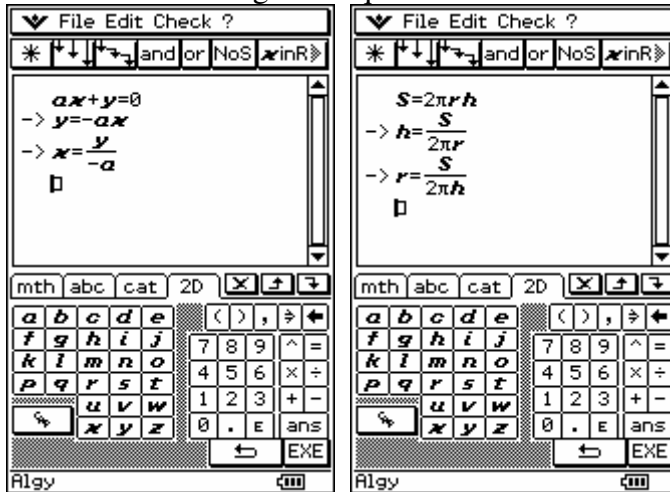 File Edit Check ?
and or NoS xinR
ax+y=0
-> y=-ax
-> x=y/-a
mth abc cat 2D
a b c d e ( ) ,
f g h i j 7 8 9 ^ =
k l m n o 4 5 6 × ÷
p q r s t 1 2 3 + -
u v w 0 . E ans
x y z EXE
Algy
File Edit Check ?
and or NoS xinR
S=2πrh
-> h=S/2πr
-> r=S/2πh
mth abc cat 2D
a b c d e ( ) ,
f g h i j 7 8 9 ^ =
k l m n o 4 5 6 × ÷
p q r s t 1 2 3 + -
u v w 0 . E ans
x y z EXE
Algy